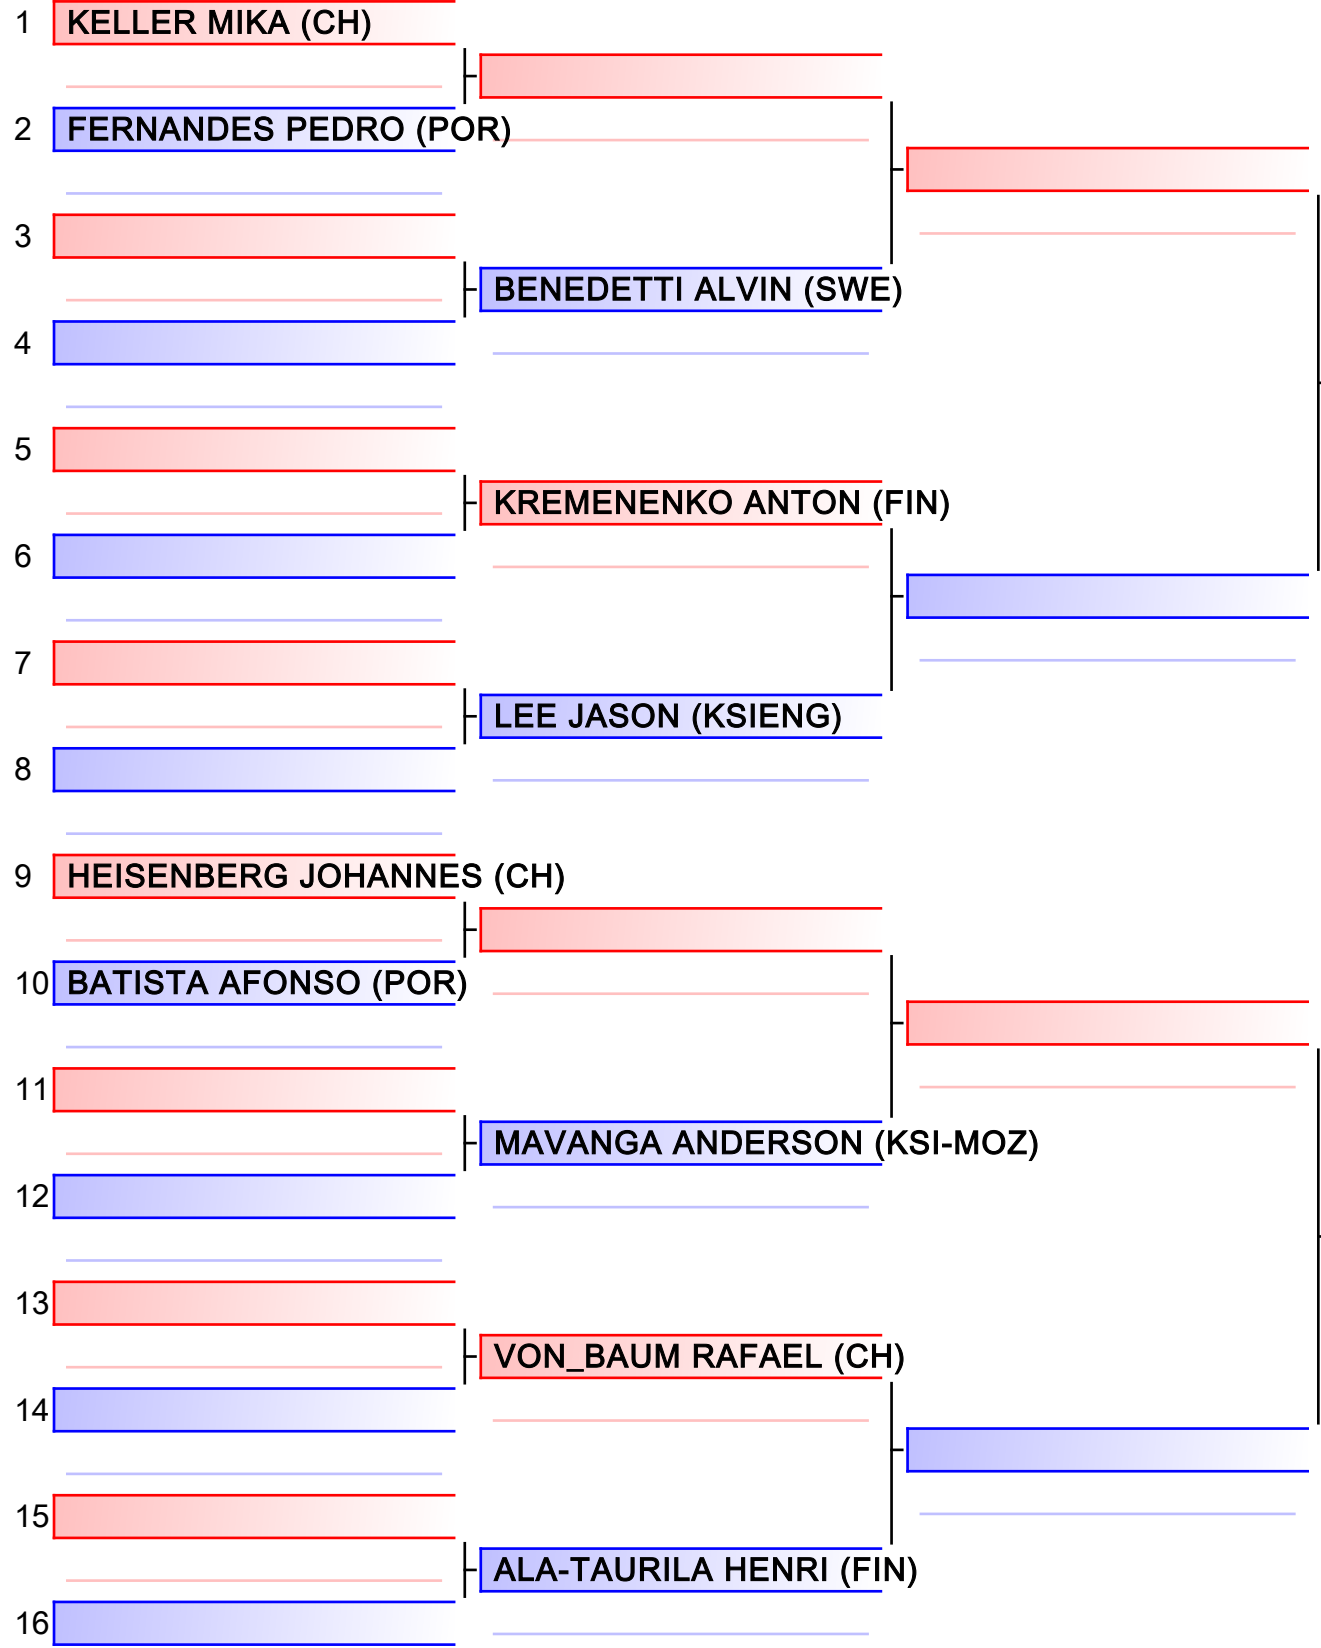 1 KELLER MIKA (CH)
2 FERNANDES PEDRO (POR)
3
BENEDETTI ALVIN (SWE)
4
5
KREMENENKO ANTON (FIN)
6
7
LEE JASON (KSIENG)
8
9 HEISENBERG JOHANNES (CH)
10 BATISTA AFONSO (POR)
11
MAVANGA ANDERSON (KSI-MOZ)
12
13
VON_BAUM RAFAEL (CH)
14
15
ALA-TAURILA HENRI (FIN)
16